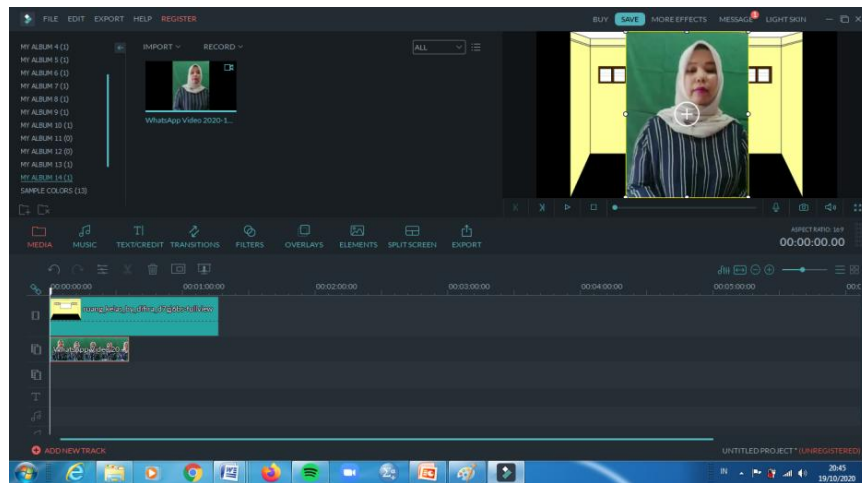 FILE EDIT EXPORT HELP REGISTER
BUY SAVE MORE EFFECTS MESSAGE LIGHT SKIN
MY ALBUM 4 (1)
MY ALBUM 5 (1)
MY ALBUM 6 (1)
MY ALBUM 7 (1)
MY ALBUM 8 (1)
MY ALBUM 9 (1)
MY ALBUM 10 (1)
MY ALBUM 11 (0)
MY ALBUM 12 (0)
MY ALBUM 13 (1)
MY ALBUM 14 (1)
SAMPLE COLORS (13)
IMPORT RECORD ALL
WhatsApp Video 2020-1...
MEDIA MUSIC TEXT/CREDIT TRANSITIONS FILTERS OVERLAYS ELEMENTS SPLIT SCREEN EXPORT
ASPECT RATIO: 16:9
00:00:00.00
00:00:00:00 00:01:00:00 00:02:00:00 00:03:00:00 00:04:00:00 00:05:00:00
ADD NEW TRACK
UNTITLED PROJECT * (UNREGISTERED)
IN
20:45
19/10/2020